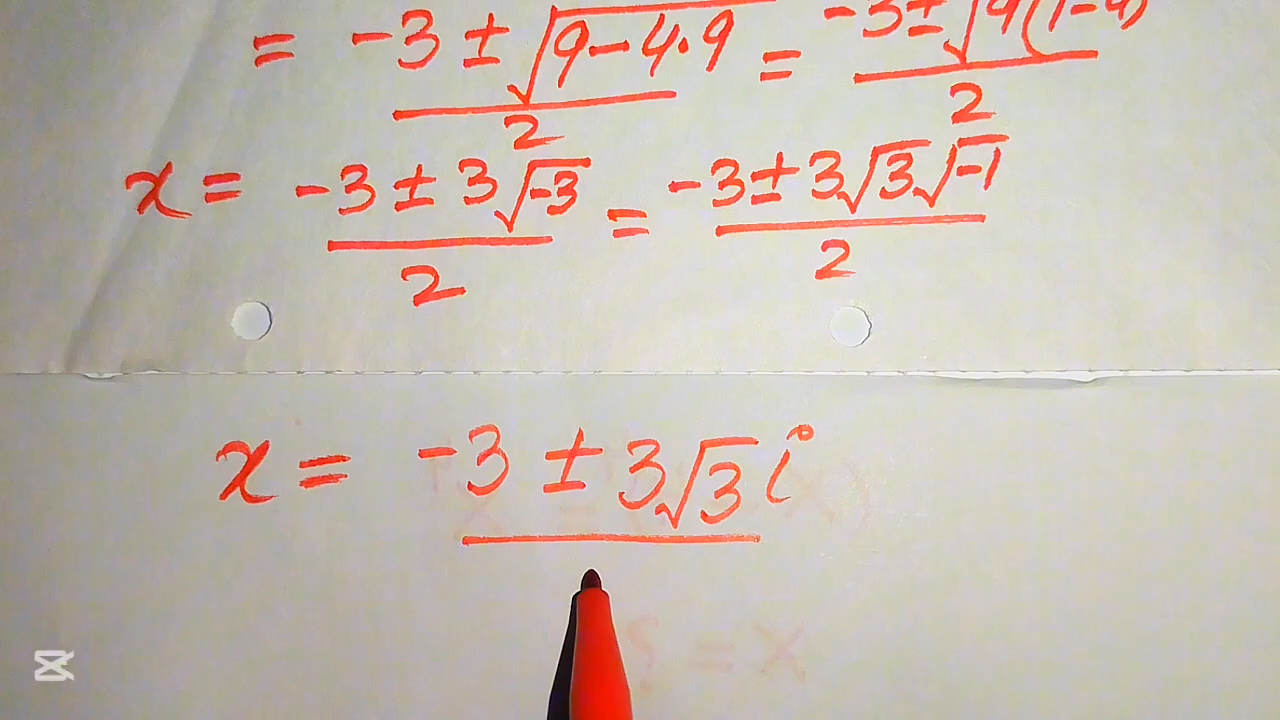 = -3 ± √(9-4·9) / 2 = -3 ± √(9(1-4)) / 2
x = -3 ± 3√-3 / 2 = -3 ± 3√3 √-1 / 2
x = -3 ± 3√3 i